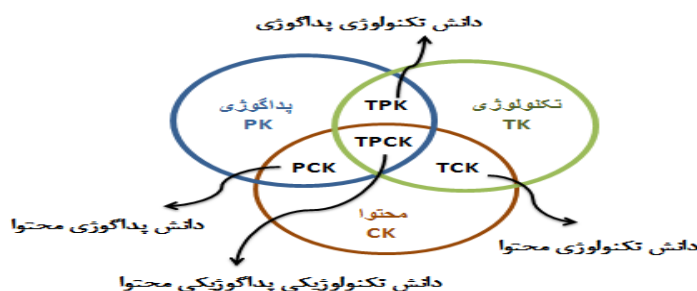 دانش تکنولوژی پداگوژی
پداگوژی
PK
TPK
تکنولوژی
TK
TPCK
PCK
TCK
محتوا
CK
دانش پداگوژی محتوا
دانش تکنولوژی محتوا
دانش تکنولوژیکی پداگوژیکی محتوا